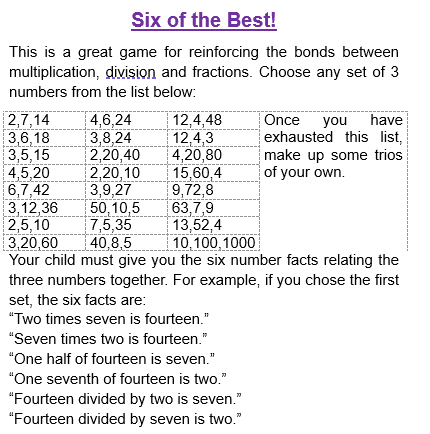 Six of the Best!
This is a great game for reinforcing the bonds between
multiplication, division and fractions. Choose any set of 3
numbers from the list below:
2,7,14 4,6,24 12,4,48 Once you have
3,6,18 3,8,24 12,4,3 exhausted this list,
3,5,15 2,20,40 4,20,80 make up some trios
4,5,20 2,20,10 15,60,4 of your own.
6,7,42 3,9,27 9,72,8
3,12,36 50,10,5 63,7,9
2,5,10 7,5,35 13,52,4
3,20,60 40,8,5 10,100,1000
Your child must give you the six number facts relating the
three numbers together. For example, if you chose the first
set, the six facts are:
“Two times seven is fourteen.”
“Seven times two is fourteen.”
“One half of fourteen is seven.”
“One seventh of fourteen is two.”
“Fourteen divided by two is seven.”
“Fourteen divided by seven is two.”